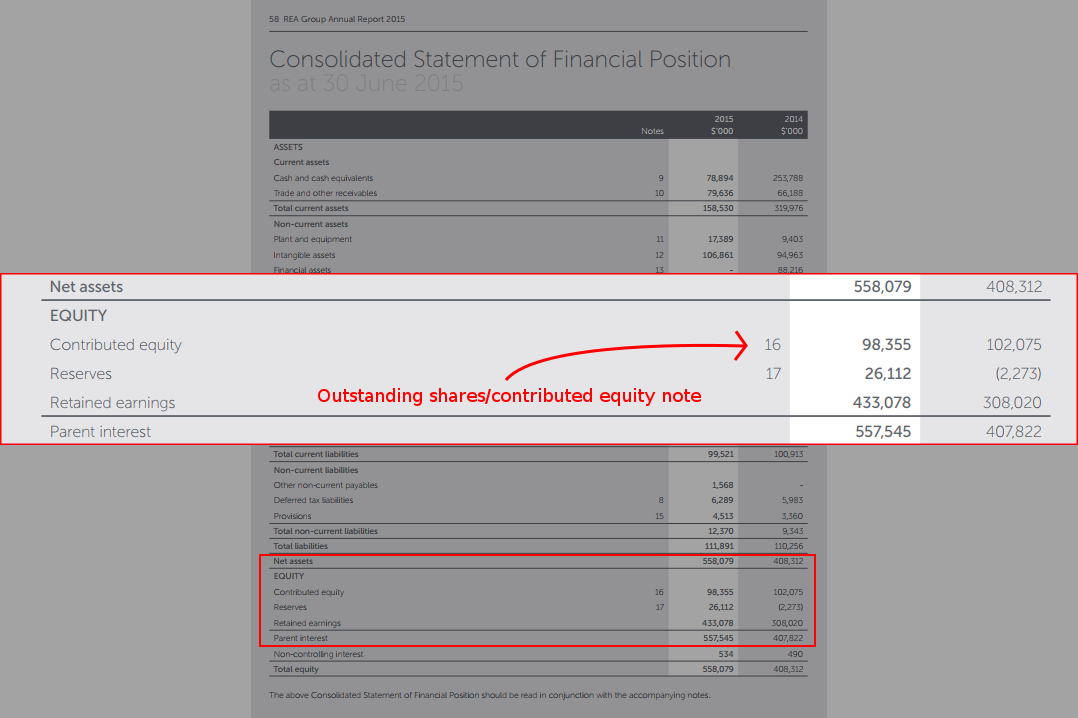 58 REA Group Annual Report 2015
Consolidated Statement of Financial Position
as at 30 June 2015
2015 2014
Notes $'000 $'000
ASSETS
Current assets
Cash and cash equivalents 9 78,894 253,788
Trade and other receivables 10 79,636 66,188
Total current assets 158,530 319,976
Non-current assets
Plant and equipment 11 17,389 9,403
Intangible assets 12 106,861 94,963
Financial assets 13 - 88,216
Net assets 558,079 408,312
EQUITY
Contributed equity 16 98,355 102,075
Reserves 17 26,112 (2,273)
Outstanding shares/contributed equity note
Retained earnings 433,078 308,020
Parent interest 557,545 407,822
Total current liabilities 99,521 100,913
Non-current liabilities
Other non-current payables 1,568 -
Deferred tax liabilities 8 6,289 5,983
Provisions 15 4,513 3,360
Total non-current liabilities 12,370 9,343
Total liabilities 111,891 110,256
Net assets 558,079 408,312
EQUITY
Contributed equity 16 98,355 102,075
Reserves 17 26,112 (2,273)
Retained earnings 433,078 308,020
Parent interest 557,545 407,822
Non-controlling interest 534 490
Total equity 558,079 408,312
The above Consolidated Statement of Financial Position should be read in conjunction with the accompanying notes.